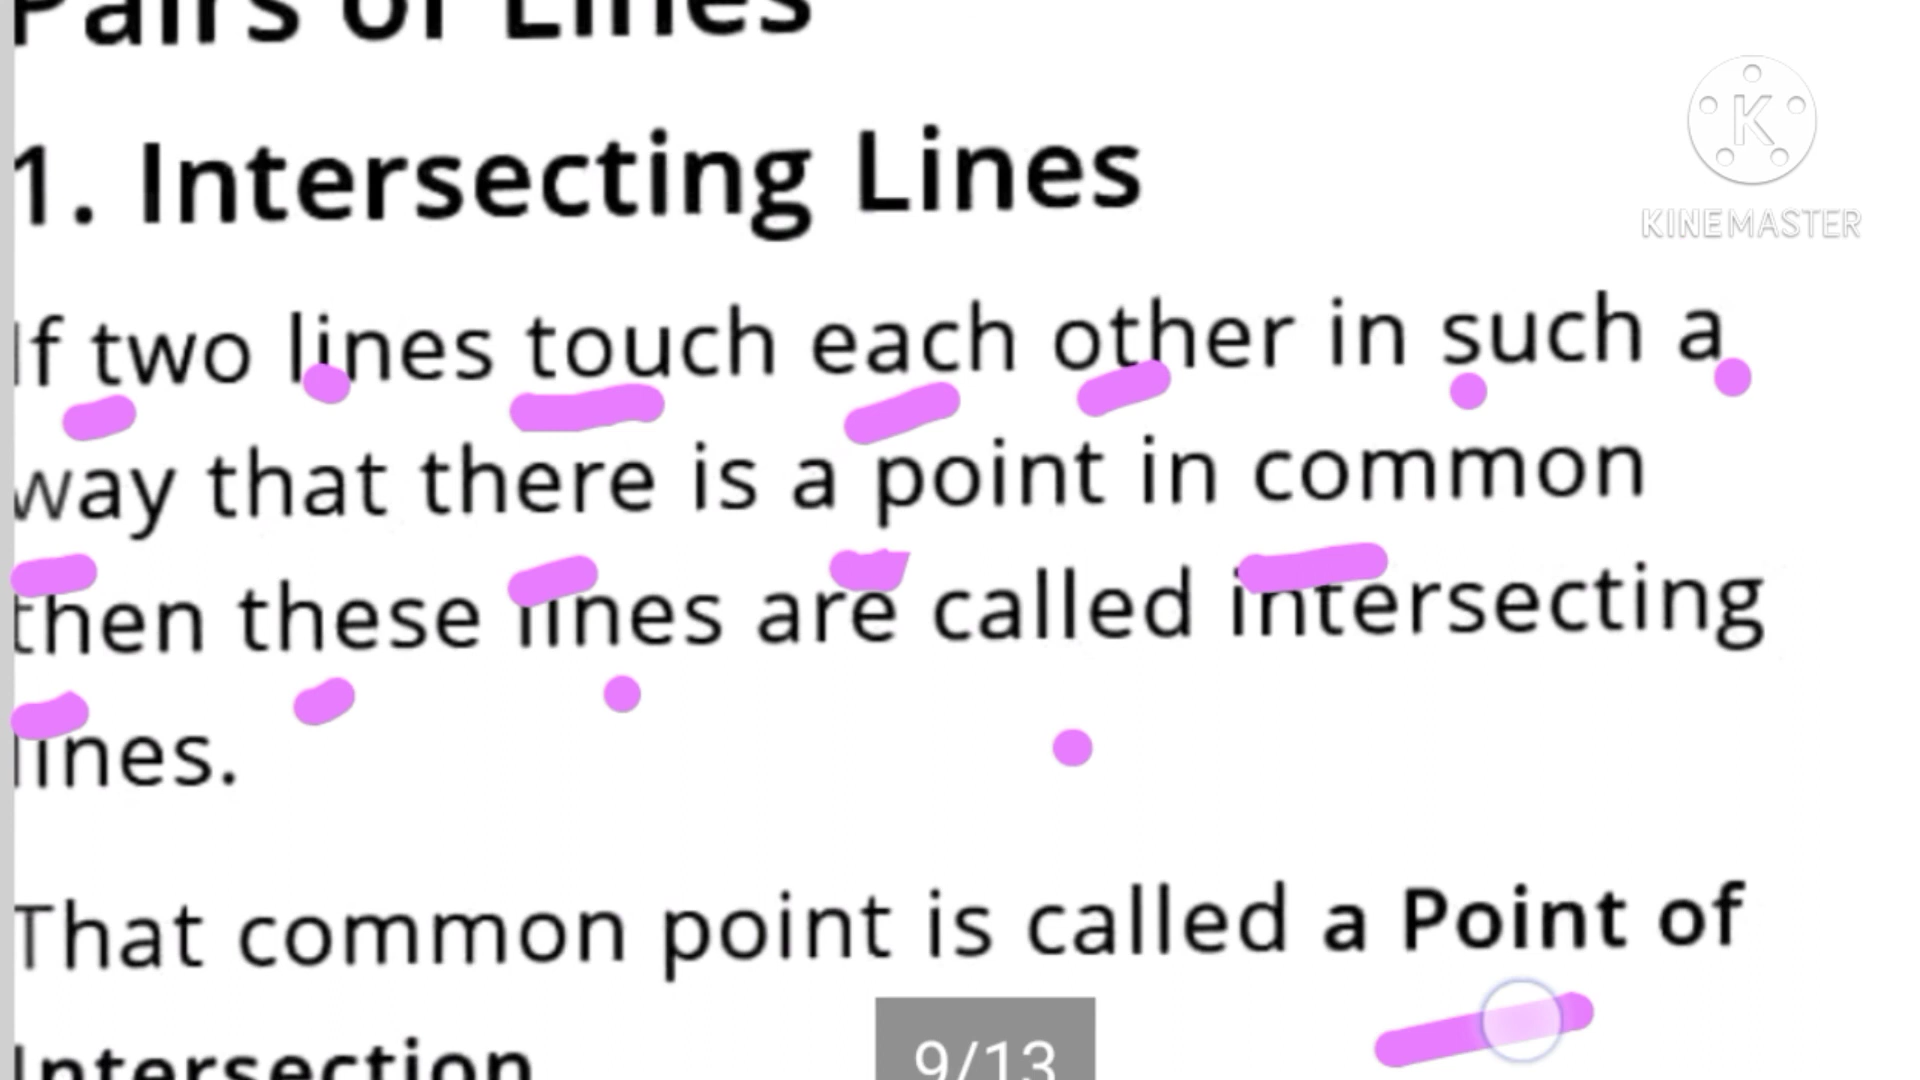 Pairs of Lines
K
KINEMASTER
1. Intersecting Lines
If two lines touch each other in such a
way that there is a point in common
then these lines are called intersecting
lines.
That common point is called a Point of
Intersection
9/13